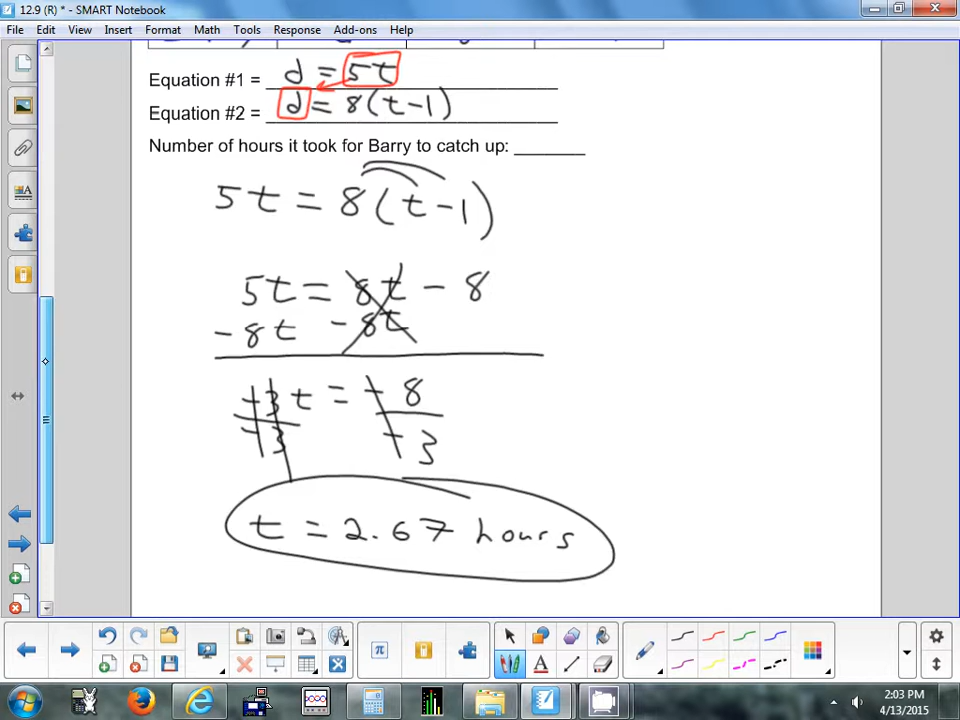 12.9 (R) * - SMART Notebook
File Edit View Insert Format Math Tools Response Add-ons Help
Equation #1 = d = 5t
Equation #2 = d = 8(t-1)
Number of hours it took for Barry to catch up: _______
5t = 8(t-1)
5t = 8t - 8
-8t -8t
-3t = -8
-3 -3
t = 2.67 hours
π
A
2:03 PM
4/13/2015